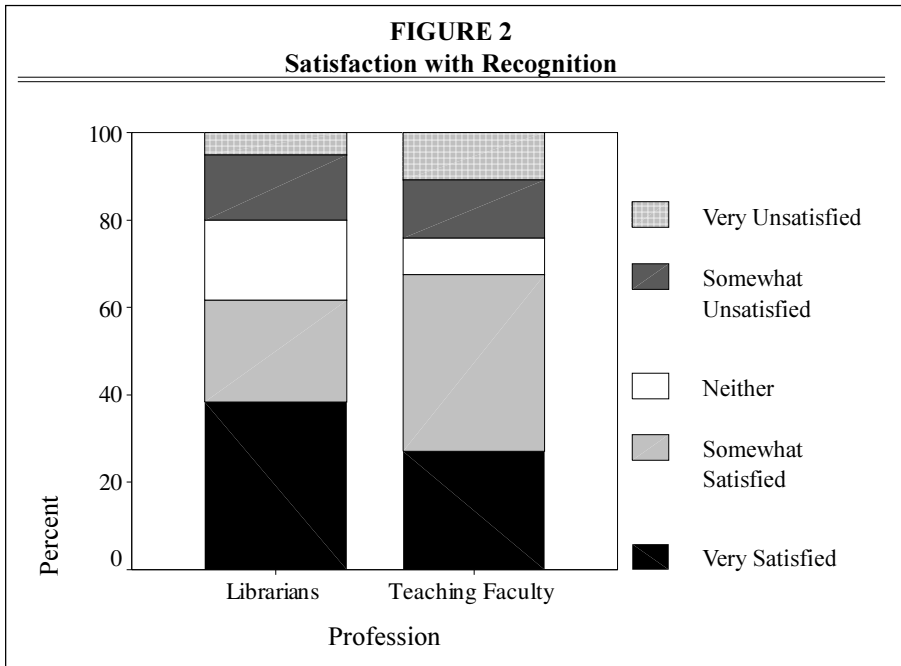 FIGURE 2
Satisfaction with Recognition
100
80
60
40
20
0
Percent
Librarians
Teaching Faculty
Profession
Very Unsatisfied
Somewhat
Unsatisfied
Neither
Somewhat
Satisfied
Very Satisfied